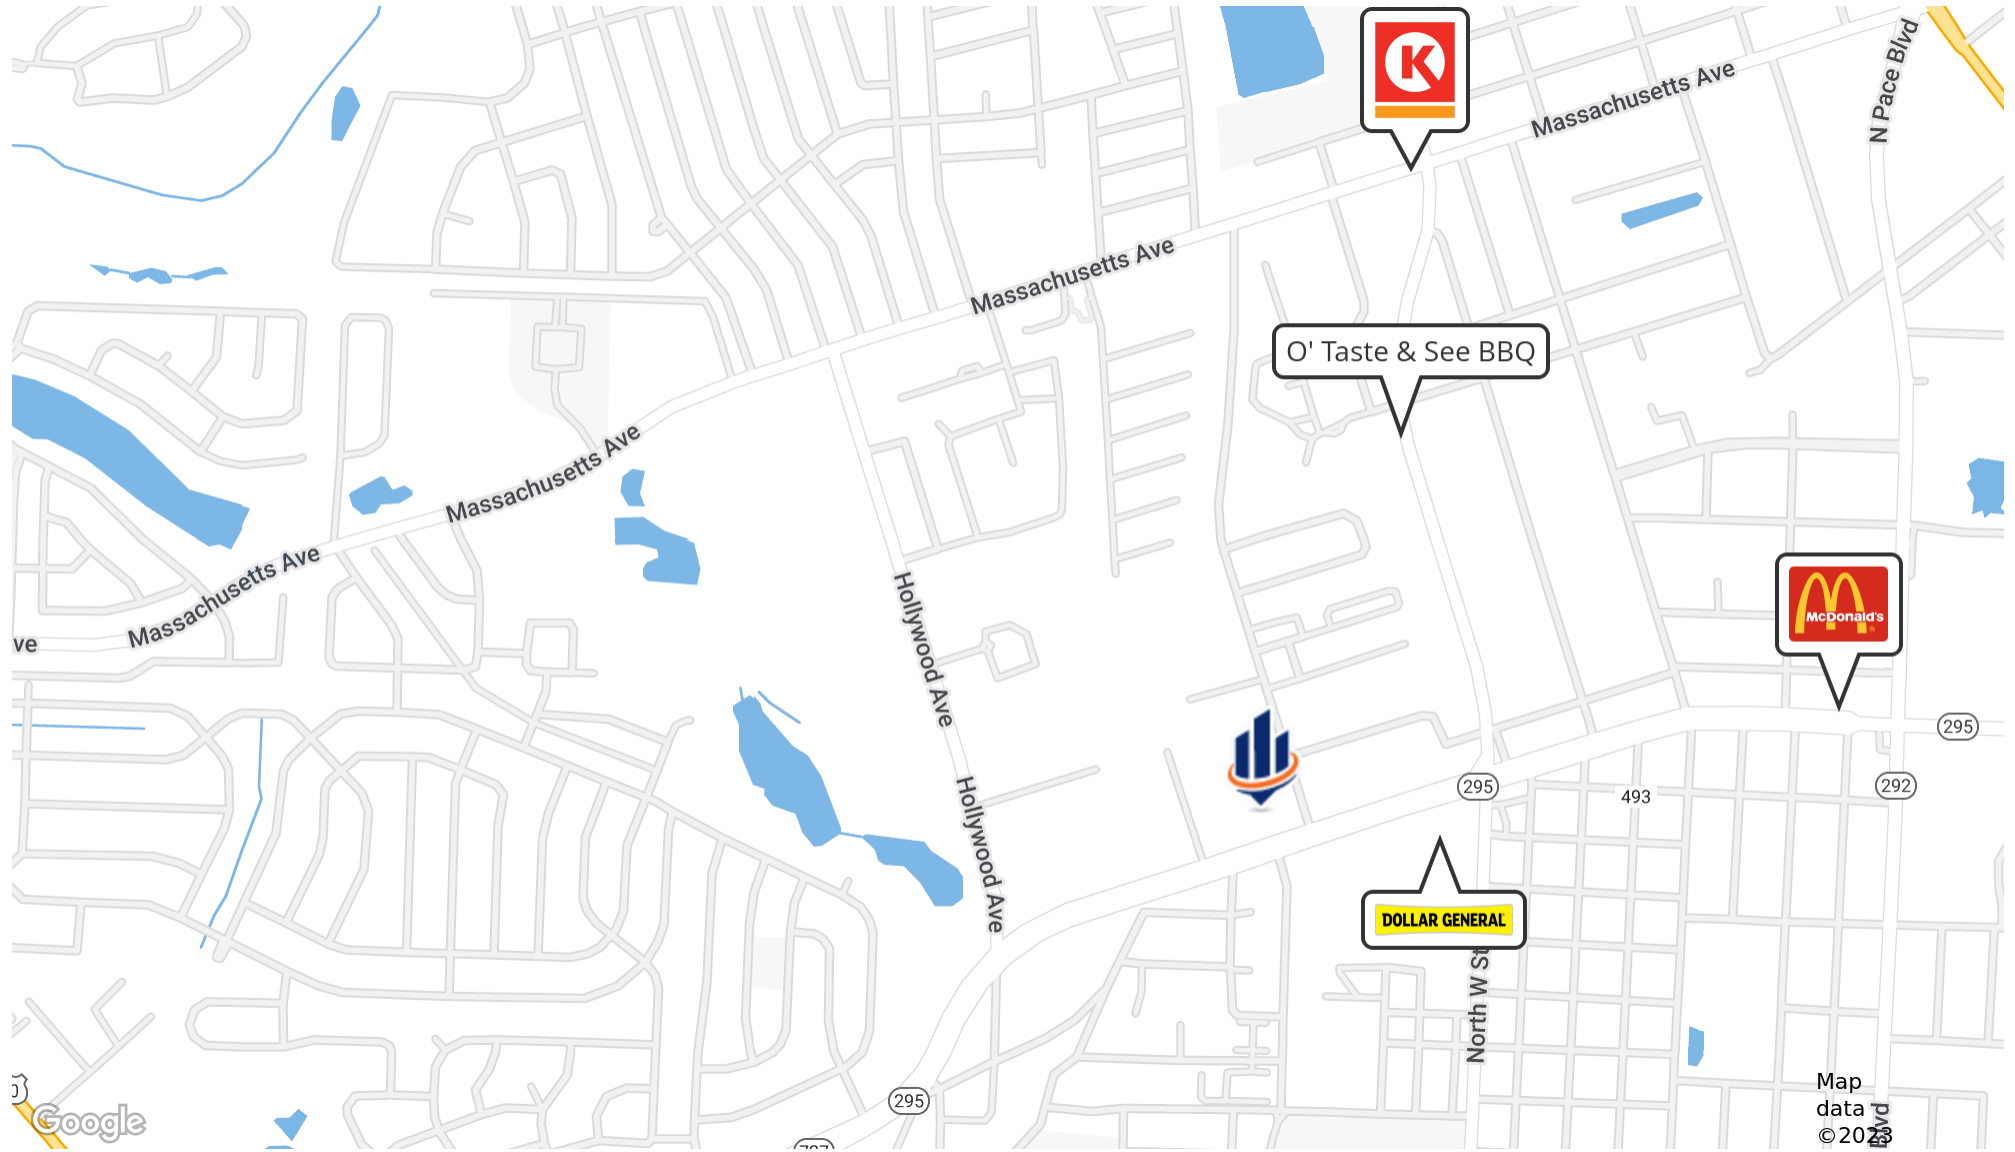 N Pace Blvd
K
Massachusetts Ave
Massachusetts Ave
O' Taste & See BBQ
Massachusetts Ave
Massachusetts Ave
ve
McDonald's
Hollywood Ave
295
295
292
493
Hollywood Ave
DOLLAR GENERAL
North W St
295
Google
Map
data
©2023
Blvd